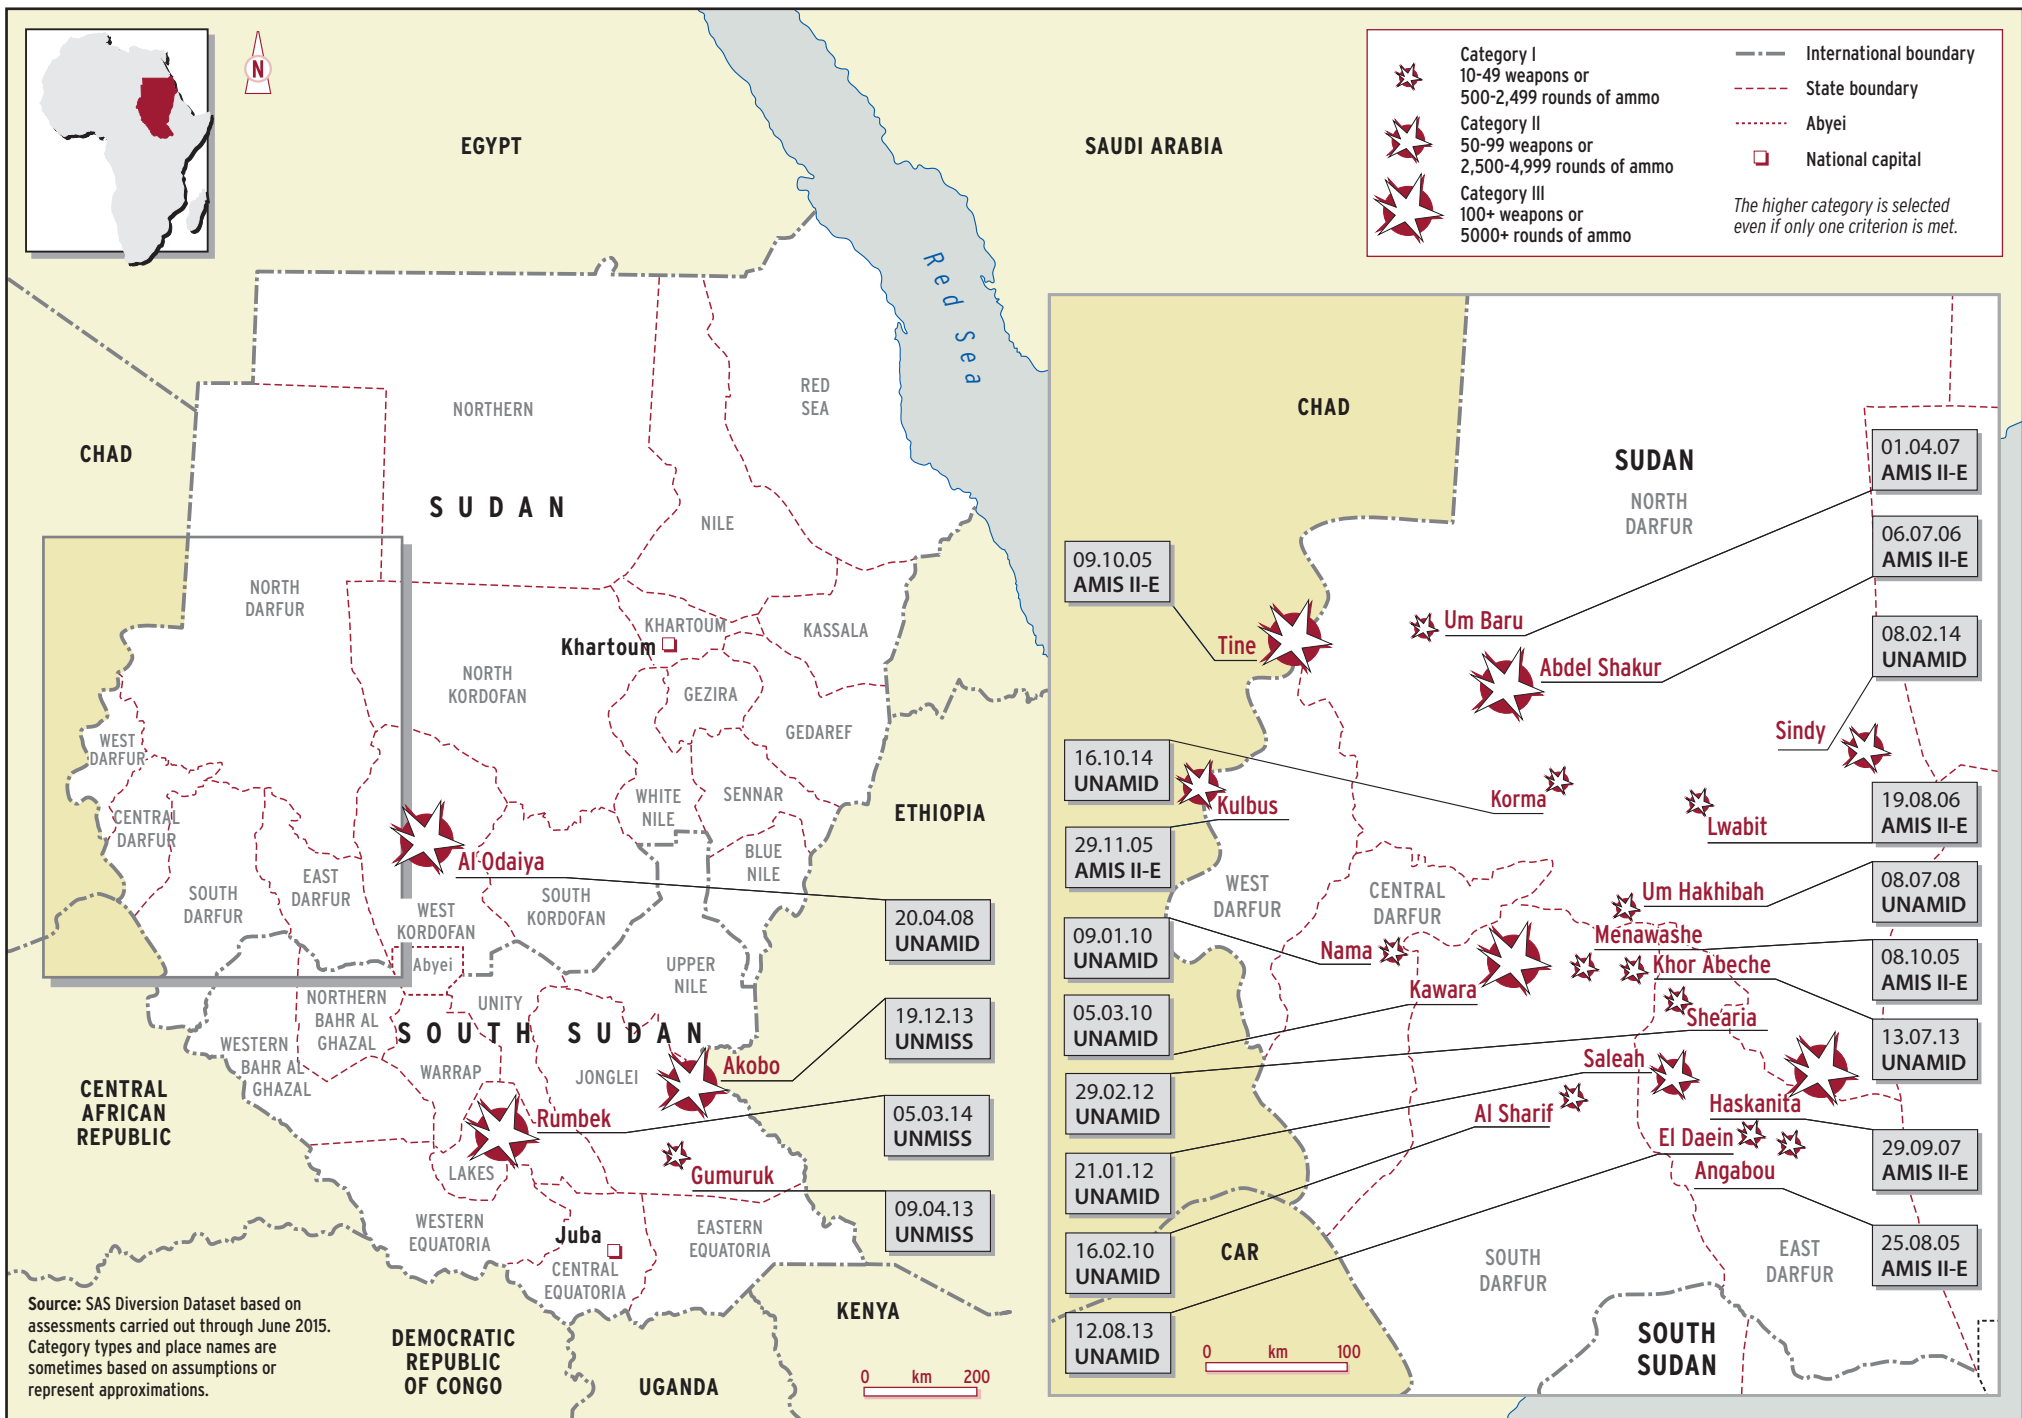 N
EGYPT
SAUDI ARABIA
Red Sea
Category I
10-49 weapons or
500-2,499 rounds of ammo
Category II
50-99 weapons or
2,500-4,999 rounds of ammo
Category III
100+ weapons or
5000+ rounds of ammo
International boundary
State boundary
Abyei
National capital
The higher category is selected
even if only one criterion is met.
CHAD
NORTHERN
RED
SEA
SUDAN
NILE
NORTH
DARFUR
KHARTOUM
Khartoum
KASSALA
NORTH
KORDOFAN
GEZIRA
GEDAREF
WEST
DARFUR
WHITE
NILE
SENNAR
ETHIOPIA
CENTRAL
DARFUR
BLUE
NILE
Al Odaiya
SOUTH
DARFUR
EAST
DARFUR
WEST
KORDOFAN
SOUTH
KORDOFAN
20.04.08
UNAMID
Abyei
UPPER
NILE
NORTHERN
BAHR AL
GHAZAL
UNITY
SOUTH SUDAN
19.12.13
UNMISS
WESTERN
BAHR AL
GHAZAL
WARRAP
JONGLEI
Akobo
CENTRAL
AFRICAN
REPUBLIC
Rumbek
05.03.14
UNMISS
LAKES
Gumuruk
09.04.13
UNMISS
WESTERN
EQUATORIA
Juba
EASTERN
EQUATORIA
CENTRAL
EQUATORIA
KENYA
DEMOCRATIC
REPUBLIC
OF CONGO
UGANDA
0 km 200
Source: SAS Diversion Dataset based on
assessments carried out through June 2015.
Category types and place names are
sometimes based on assumptions or
represent approximations.
CHAD
SUDAN
NORTH
DARFUR
01.04.07
AMIS II-E
06.07.06
AMIS II-E
09.10.05
AMIS II-E
Tine
Um Baru
Abdel Shakur
08.02.14
UNAMID
Sindy
16.10.14
UNAMID
Kulbus
Korma
Lwabit
19.08.06
AMIS II-E
29.11.05
AMIS II-E
WEST
DARFUR
CENTRAL
DARFUR
Um Hakhibah
08.07.08
UNAMID
09.01.10
UNAMID
Nama
Menawashe
Khor Abeche
08.10.05
AMIS II-E
Kawara
05.03.10
UNAMID
Shearia
13.07.13
UNAMID
29.02.12
UNAMID
Saleah
Al Sharif
Haskanita
21.01.12
UNAMID
El Daein
Angabou
29.09.07
AMIS II-E
16.02.10
UNAMID
CAR
SOUTH
DARFUR
EAST
DARFUR
25.08.05
AMIS II-E
12.08.13
UNAMID
0 km 100
SOUTH
SUDAN